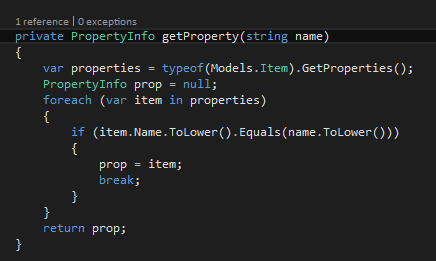 1 reference | 0 exceptions
private PropertyInfo getProperty(string name)
{
    var properties = typeof(Models.Item).GetProperties();
    PropertyInfo prop = null;
    foreach (var item in properties)
    {
        if (item.Name.ToLower().Equals(name.ToLower()))
        {
            prop = item;
            break;
        }
    }
    return prop;
}